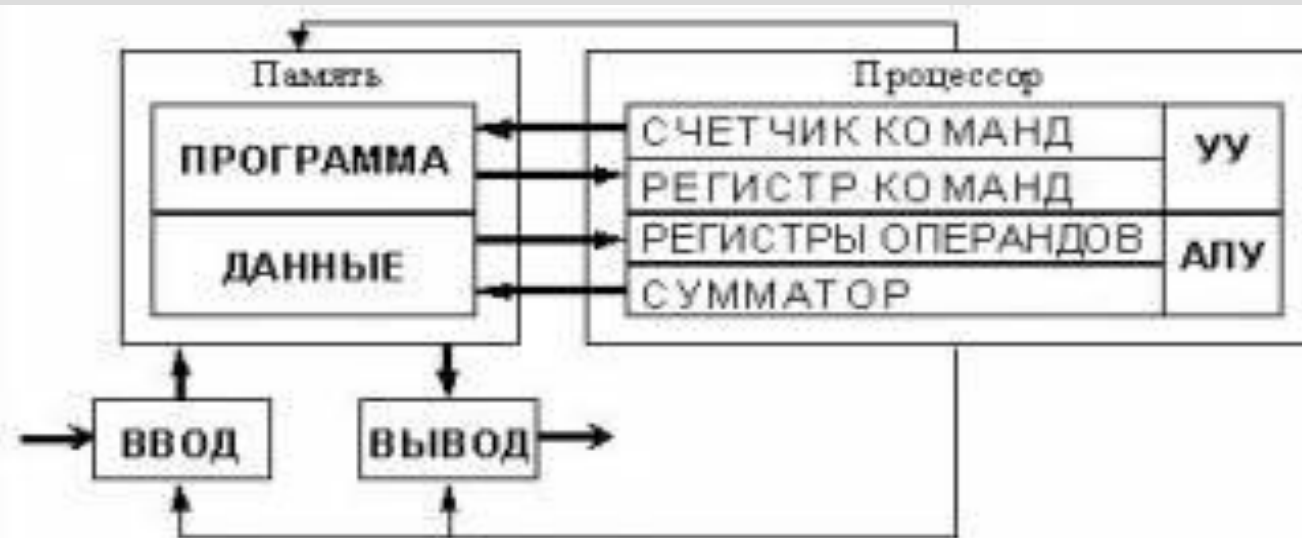 Память
Процессор
ПРОГРАММА
ДАННЫЕ
СЧЕТЧИК КОМАНД
РЕГИСТР КОМАНД
РЕГИСТРЫ ОПЕРАНДОВ
СУММАТОР
УУ
АЛУ
ВВОД
ВЫВОД